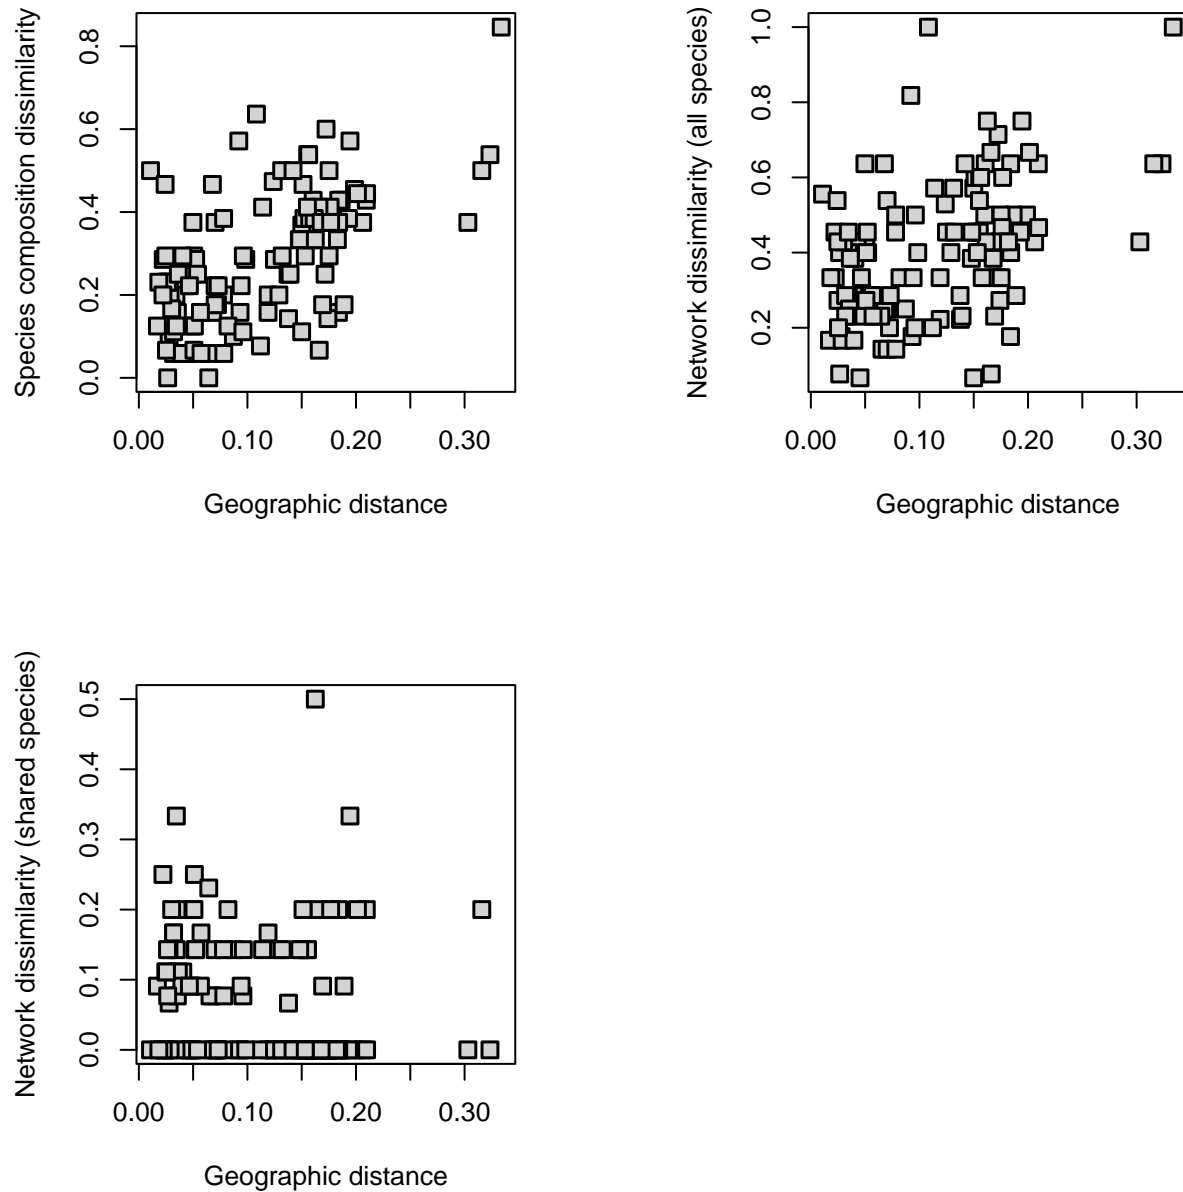 Species composition dissimilarity
0.0 0.2 0.4 0.6 0.8
0.00 0.10 0.20 0.30
Geographic distance
Network dissimilarity (all species)
0.2 0.4 0.6 0.8 1.0
0.00 0.10 0.20 0.30
Geographic distance
Network dissimilarity (shared species)
0.0 0.1 0.2 0.3 0.4 0.5
0.00 0.10 0.20 0.30
Geographic distance